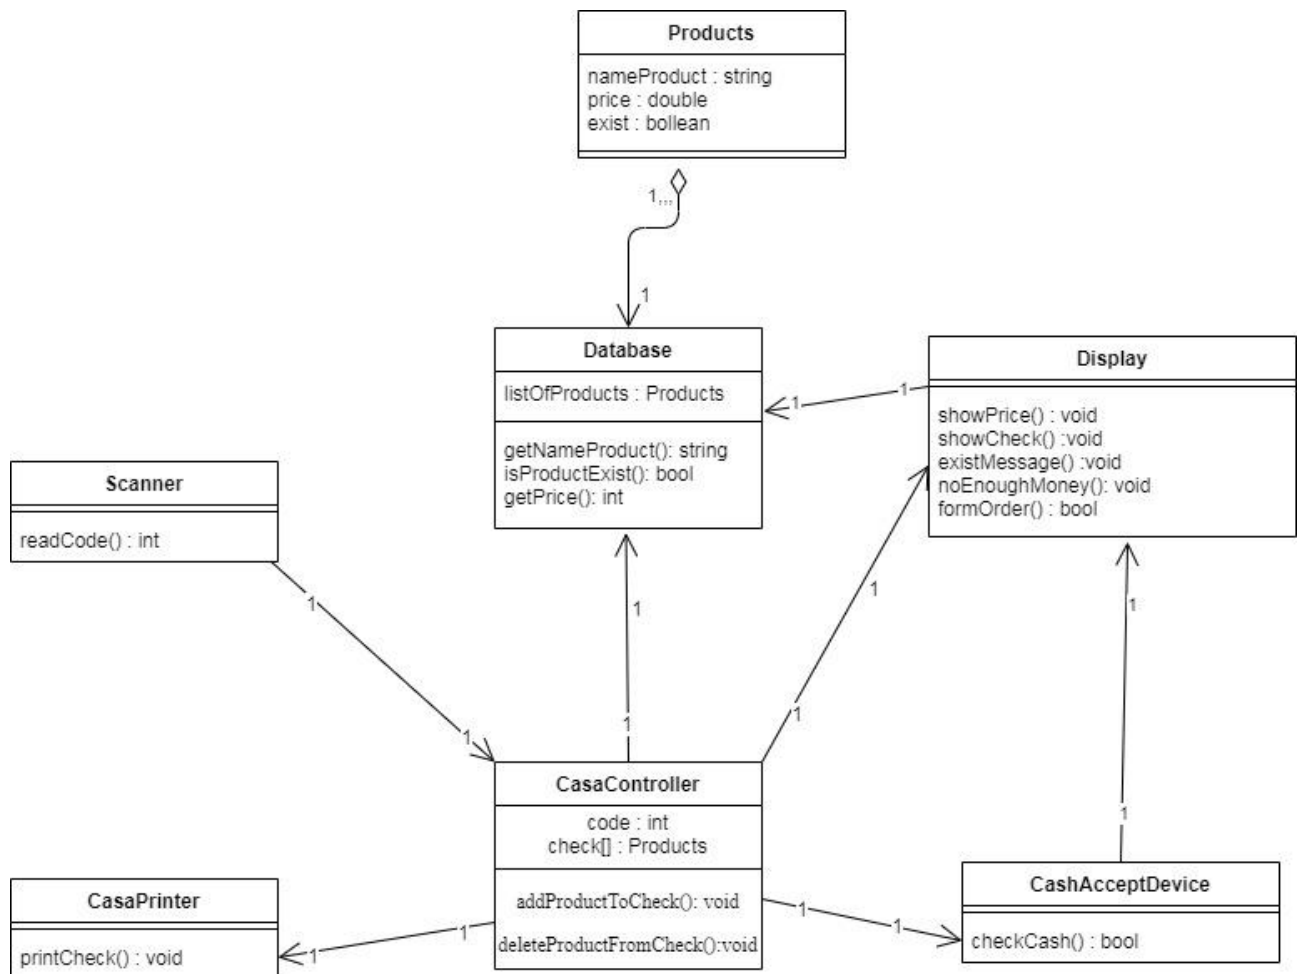 Products
nameProduct : string
price : double
exist : bollean
1,,,
1
Database
listOfProducts : Products
getNameProduct(): string
isProductExist(): bool
getPrice(): int
1
1
Display
showPrice() : void
showCheck() :void
existMessage() :void
noEnoughMoney(): void
formOrder() : bool
Scanner
readCode() : int
1
1
1
1
1
1
1
1
CasaController
code : int
check[] : Products
addProductToCheck(): void
deleteProductFromCheck():void
CasaPrinter
printCheck() : void
1
1
1
1
CashAcceptDevice
checkCash() : bool